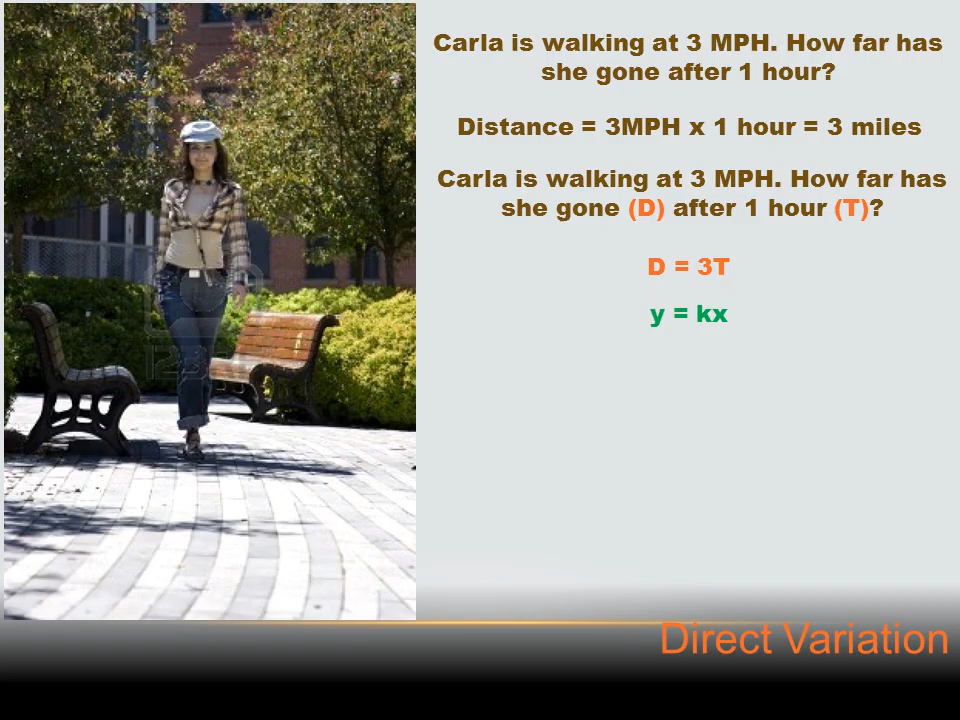 Carla is walking at 3 MPH. How far has
she gone after 1 hour?
Distance = 3MPH x 1 hour = 3 miles
Carla is walking at 3 MPH. How far has
she gone (D) after 1 hour (T)?
D = 3T
y = kx
Direct Variation